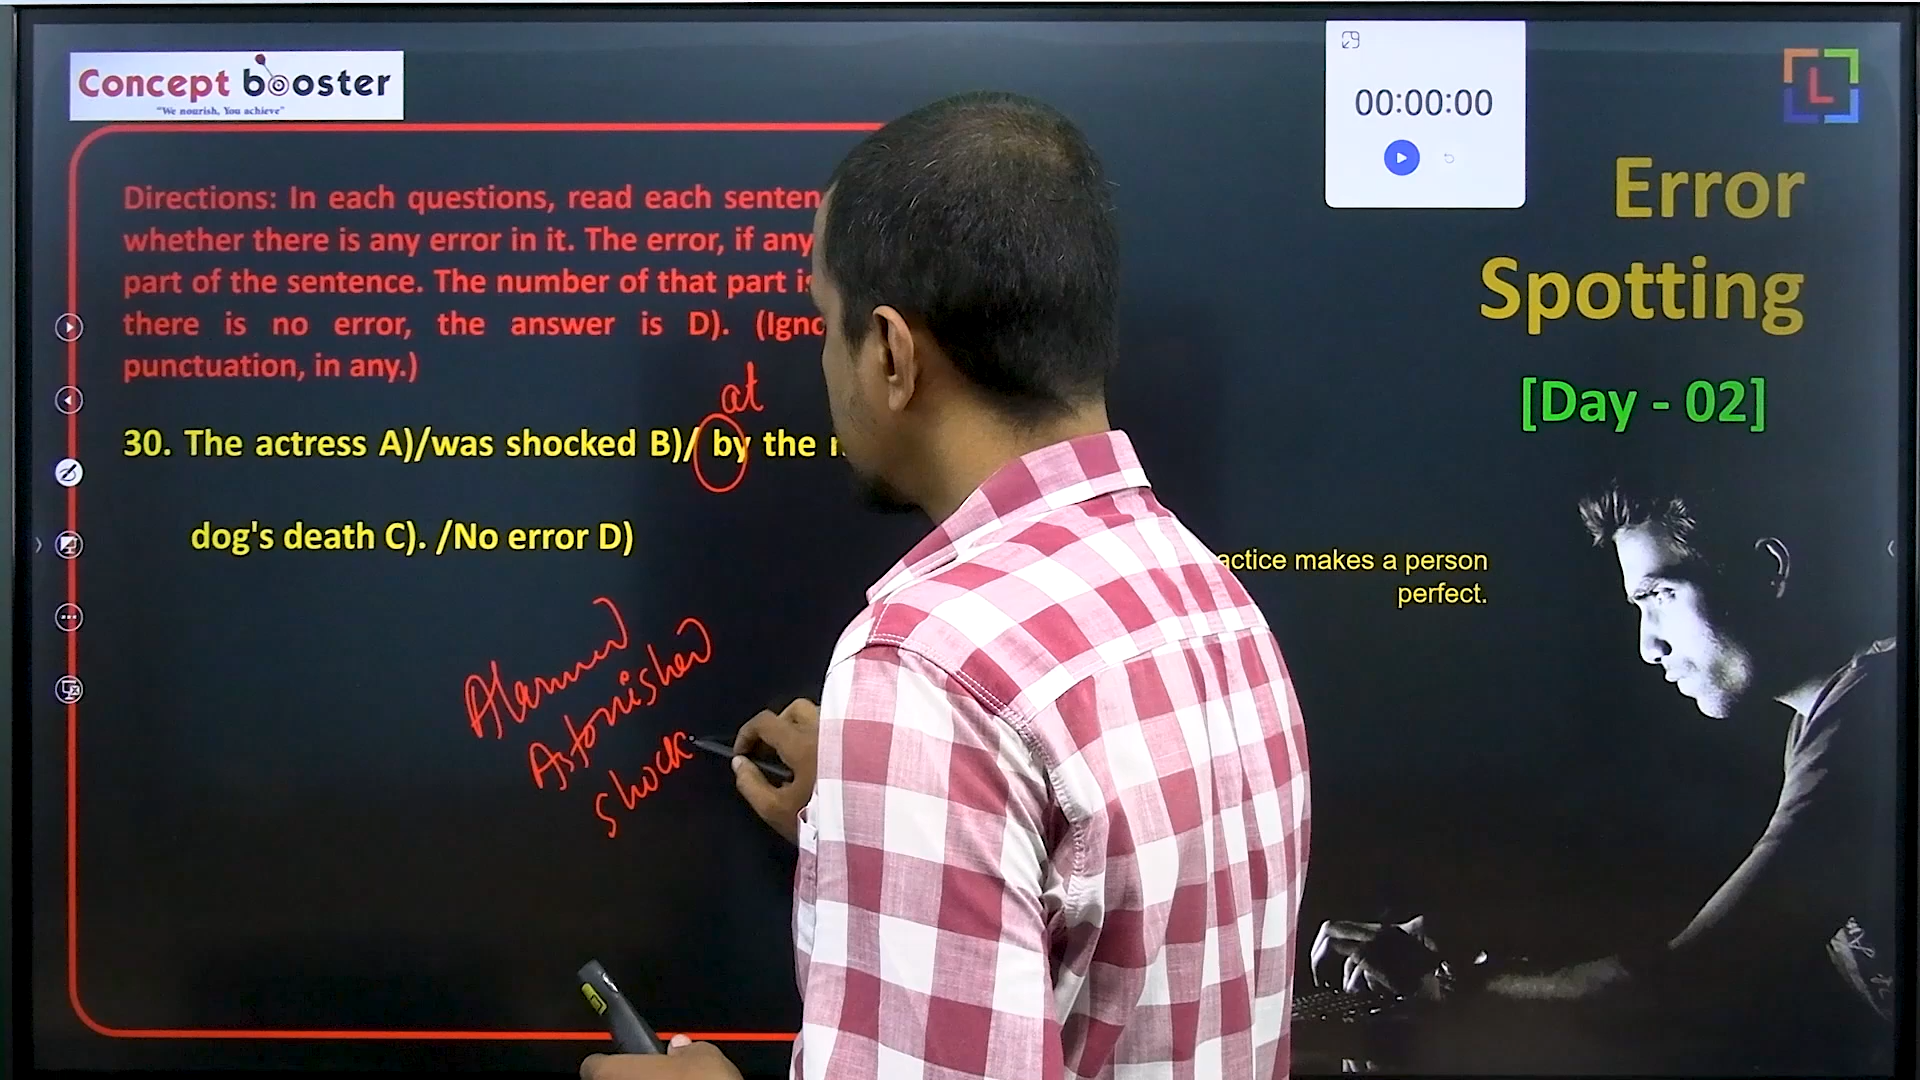 Concept booster
"We nourish, You achieve"
00:00:00
L
Error
Spotting
[Day - 02]
Directions: In each questions, read each
whether there is any error in it. The error, if any
part of the sentence. The number of that part
there is no error, the answer is D).
punctuation, in any.)
at
30. The actress A)/was shocked B)/ by the
dog's death C). /No error D)
makes a person
perfect.
Alarmed
Astonished
shock